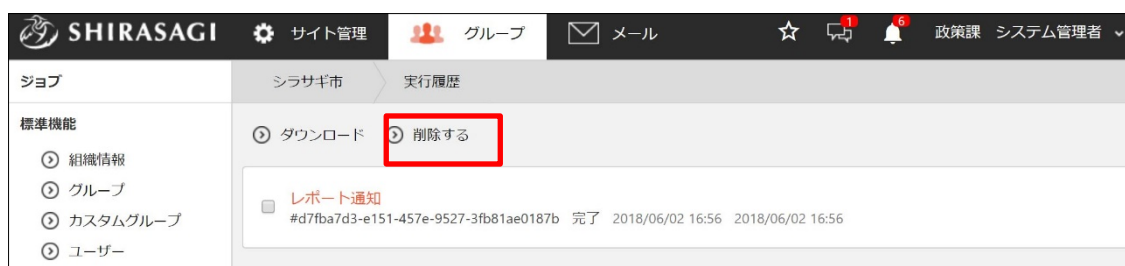 SHIRASAGI サイト管理 グループ メール 1 6 政策課 システム管理者
ジョブ
シラサギ市 実行履歴
標準機能
組織情報
グループ
カスタムグループ
ユーザー
ダウンロード 削除する
レポート通知
#d7fba7d3-e151-457e-9527-3fb81ae0187b 完了 2018/06/02 16:56 2018/06/02 16:56